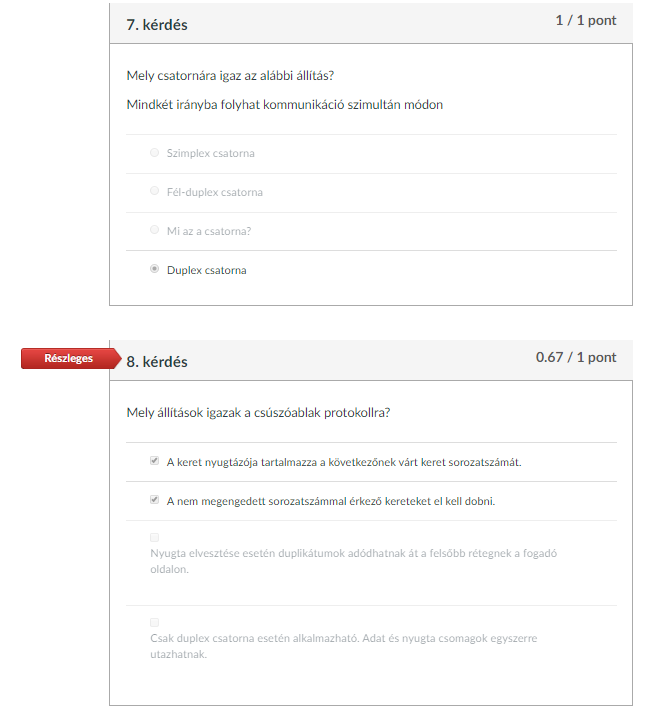 7. kérdés
1 / 1 pont
Mely csatornára igaz az alábbi állítás?
Mindkét irányba folyhat kommunikáció szimultán módon
Szimplex csatorna
Fél-duplex csatorna
Mi az a csatorna?
Duplex csatorna
Részleges
8. kérdés
0.67 / 1 pont
Mely állítások igazak a csúszóablak protokollra?
A keret nyugtázója tartalmazza a következőnek várt keret sorozatszámát.
A nem megengedett sorozatszámmal érkező kereteket el kell dobni.
Nyugta elvesztése esetén duplikátumok adódhatnak át a felsőbb rétegnek a fogadó
oldalon.
Csak duplex csatorna esetén alkalmazható. Adat és nyugta csomagok egyszerre
utazhatnak.